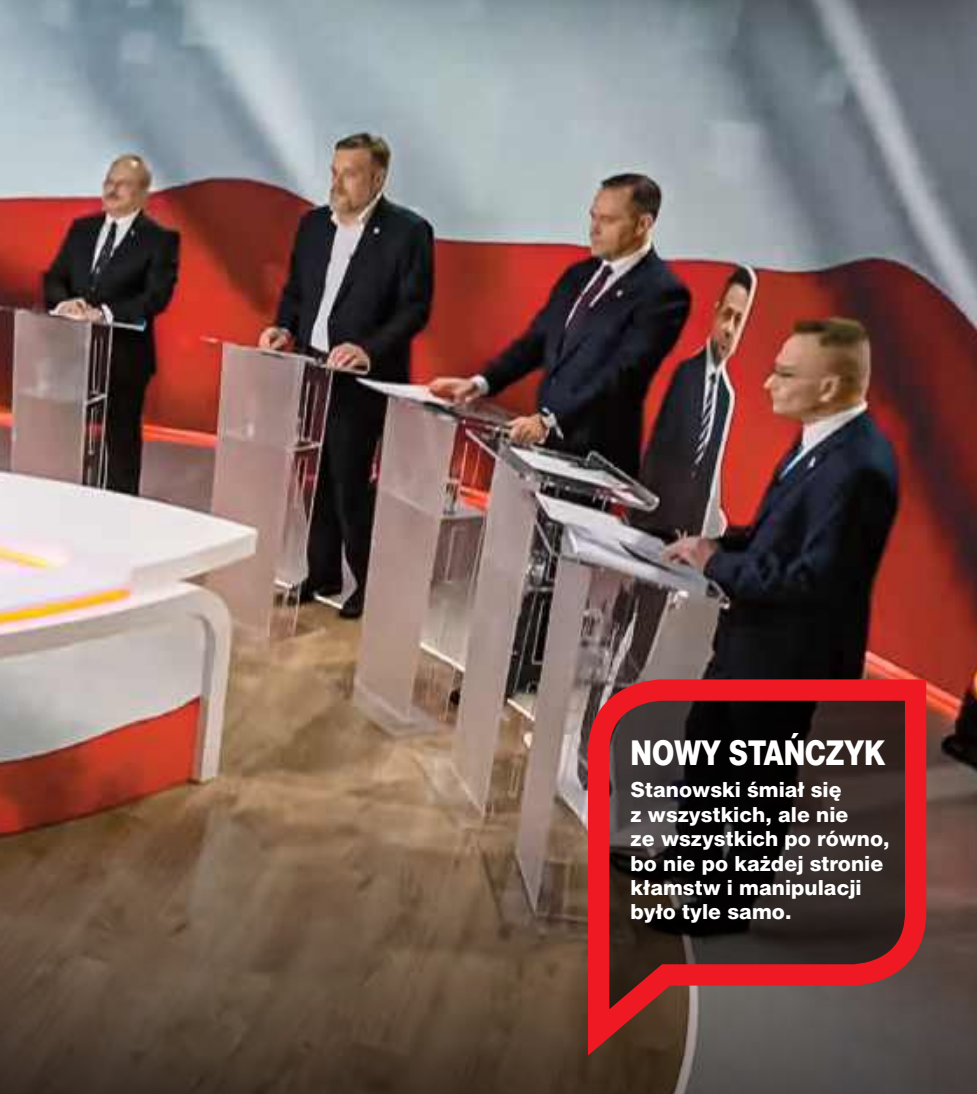 NOWY STAŃCZYK
Stanowski śmiał się
z wszystkich, ale nie
ze wszystkich po równo,
bo nie po każdej stronie
kłamstw i manipulacji
było tyle samo.